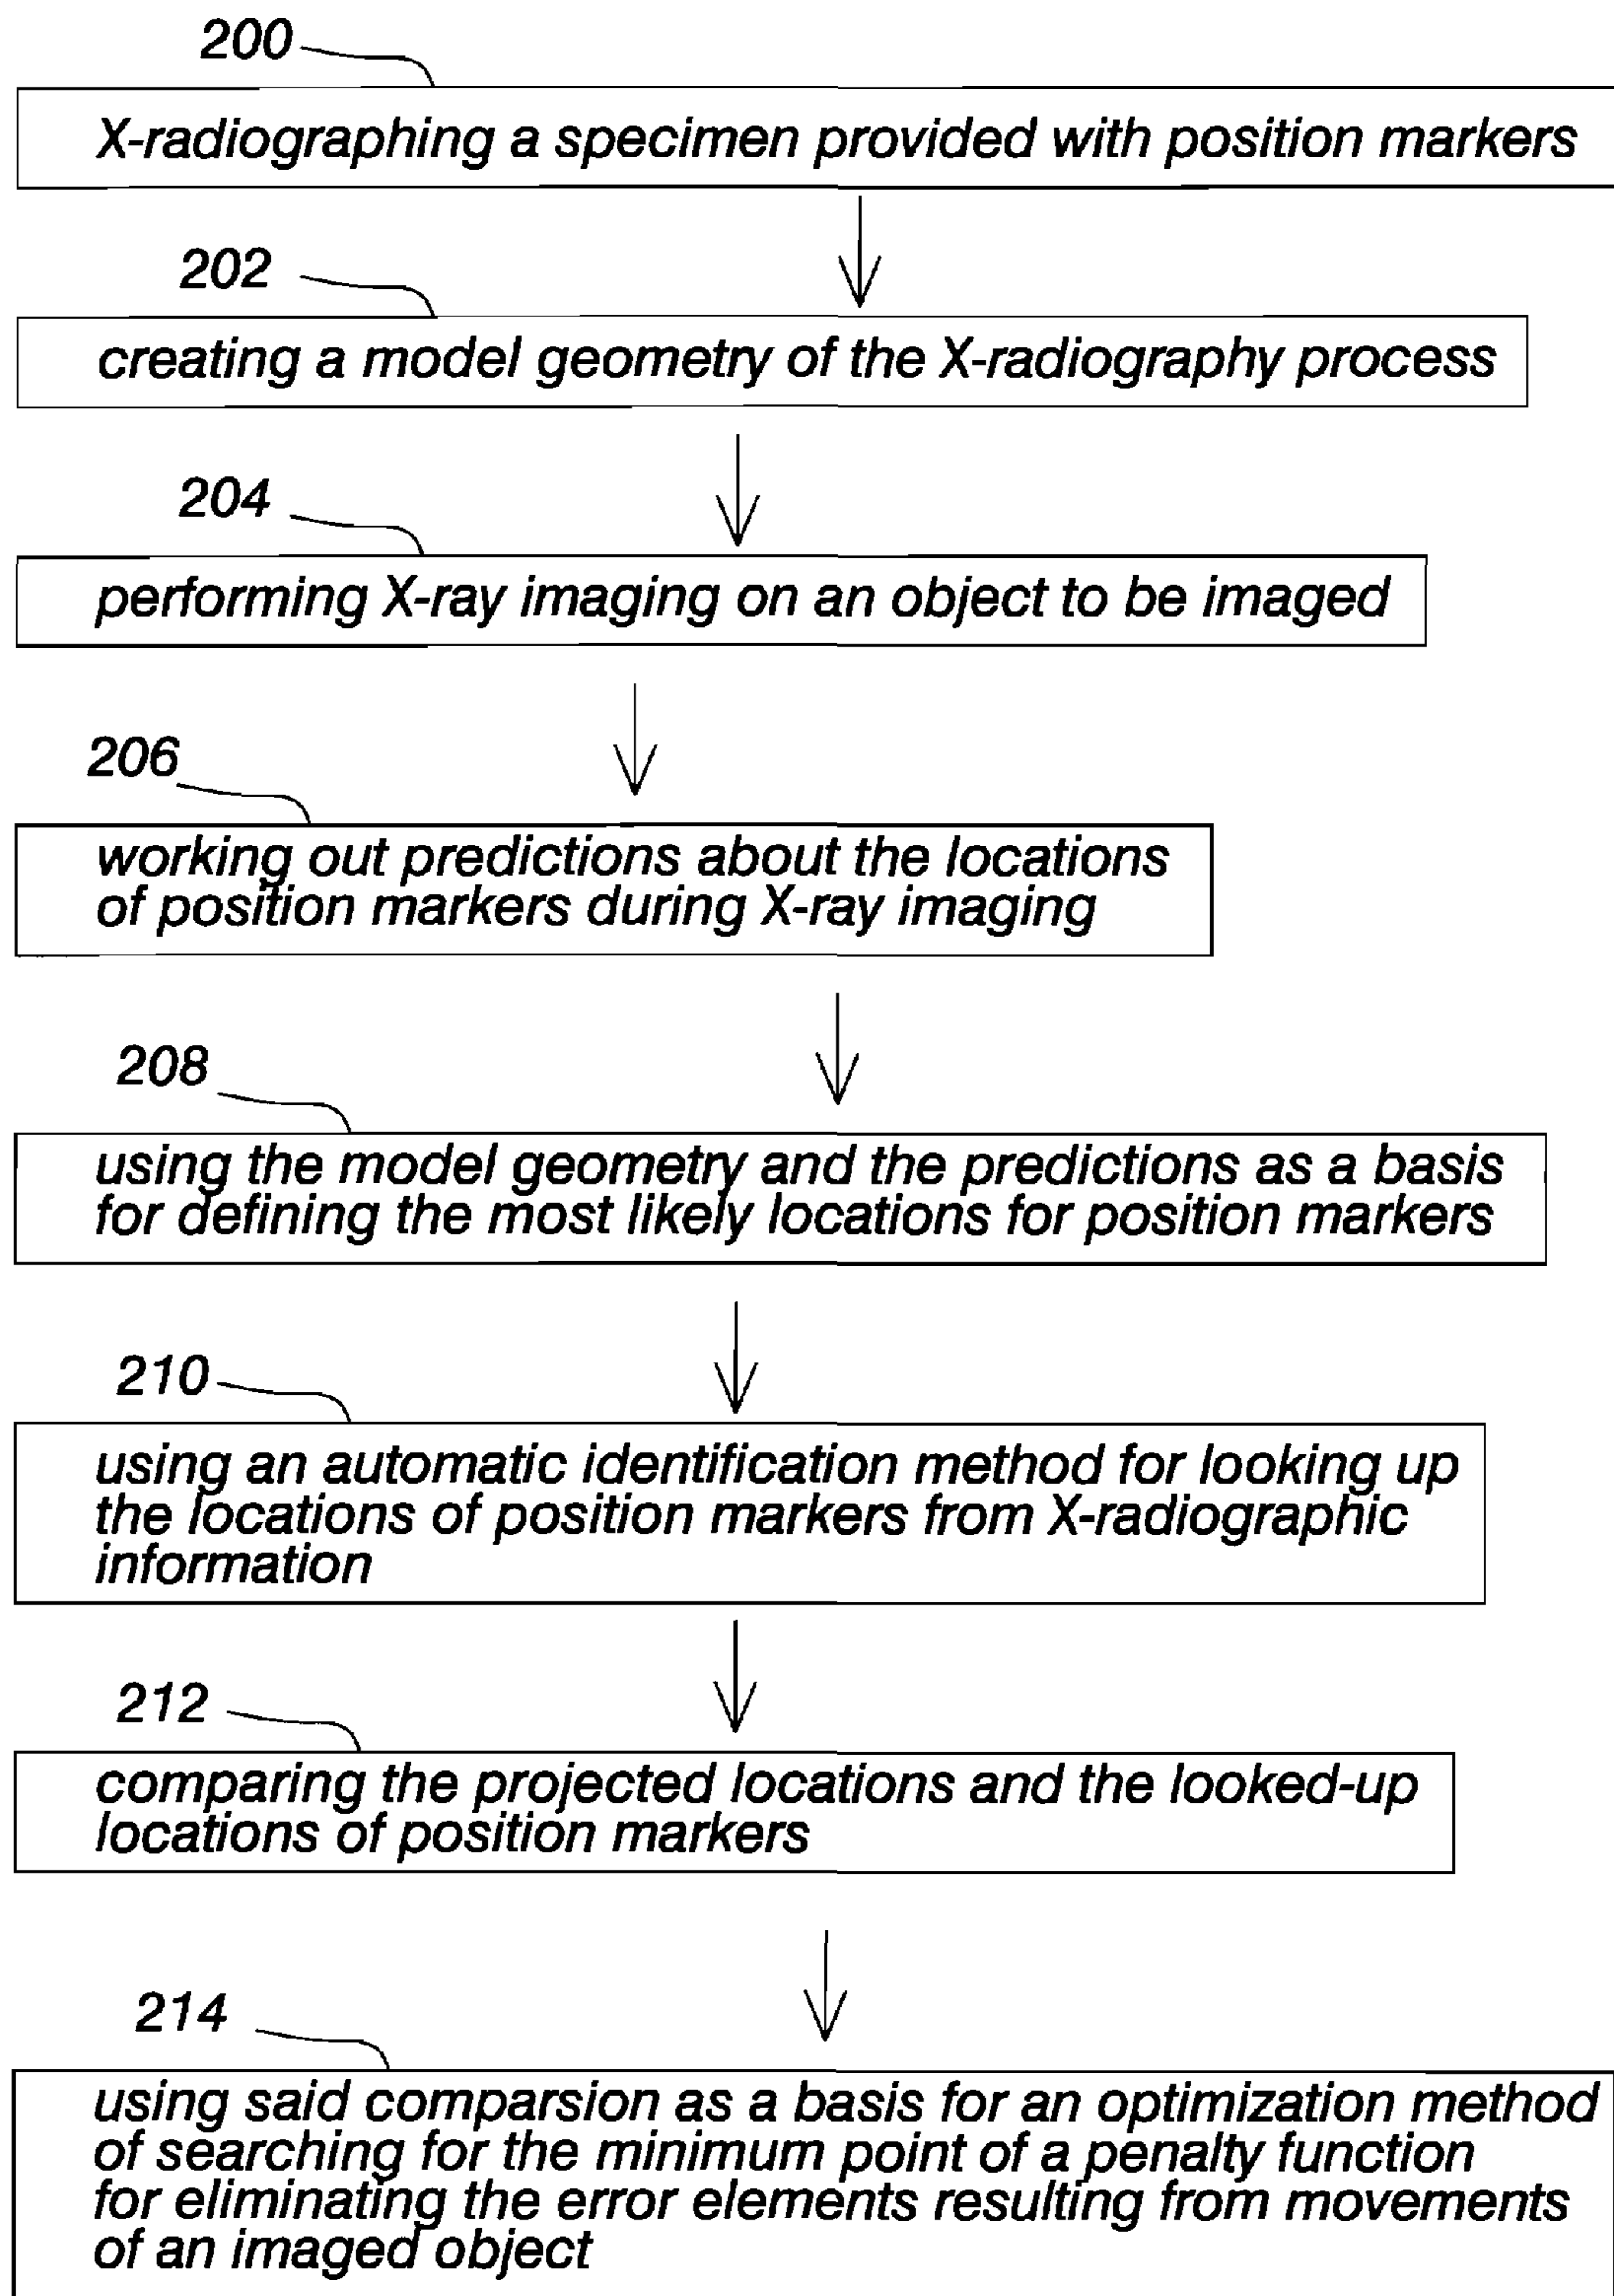 200
X-radiographing a specimen provided with position markers
202
creating a model geometry of the X-radiography process
204
performing X-ray imaging on an object to be imaged
206
working out predictions about the locations
of position markers during X-ray imaging
208
using the model geometry and the predictions as a basis
for defining the most likely locations for position markers
210
using an automatic identification method for looking up
the locations of position markers from X-radiographic
information
212
comparing the projected locations and the looked-up
locations of position markers
214
using said comparsion as a basis for an optimization method
of searching for the minimum point of a penalty function
for eliminating the error elements resulting from movements
of an imaged object